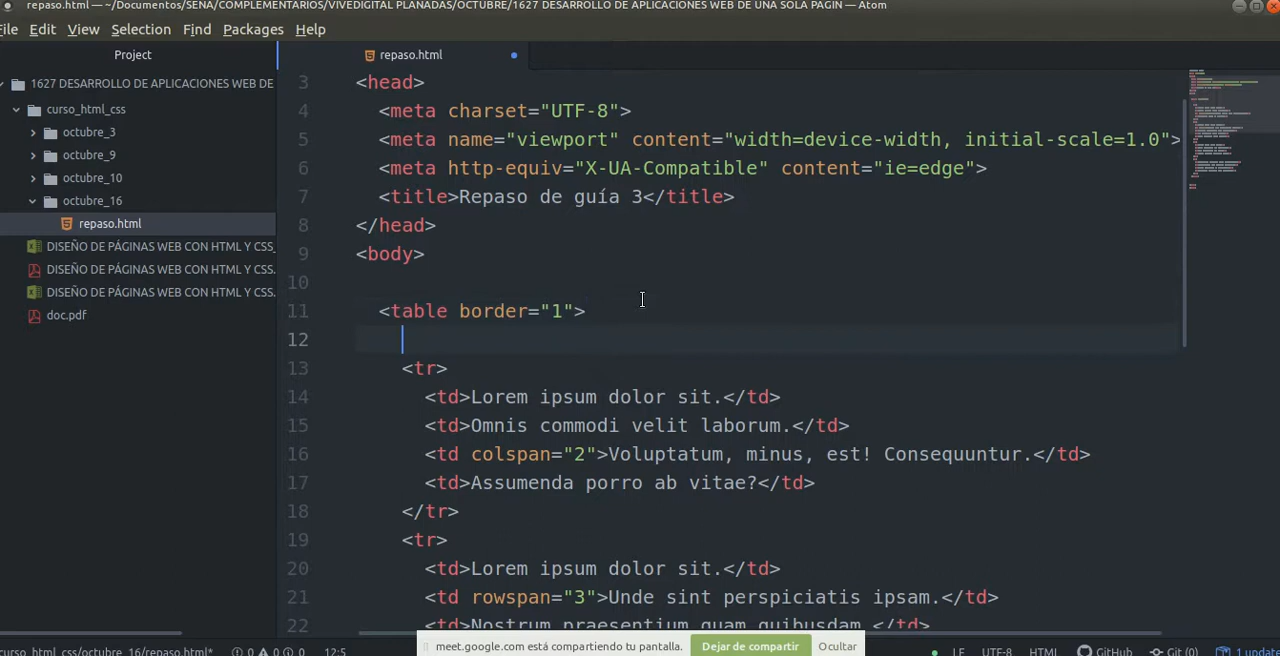 repaso.html — ~/Documentos/SENA/COMPLEMENTARIOS/VIVEDIGITAL PLANADAS/OCTUBRE/1627 DESARROLLO DE APLICACIONES WEB DE UNA SOLA PAGIN — Atom
File Edit View Selection Find Packages Help
Project
repaso.html
1627 DESARROLLO DE APLICACIONES WEB DE
curso_html_css
octubre_3
octubre_9
octubre_10
octubre_16
repaso.html
DISEÑO DE PÁGINAS WEB CON HTML Y CSS_
DISEÑO DE PÁGINAS WEB CON HTML Y CSS.
DISEÑO DE PÁGINAS WEB CON HTML Y CSS.
doc.pdf
3 <head>
4 <meta charset="UTF-8">
5 <meta name="viewport" content="width=device-width, initial-scale=1.0">
6 <meta http-equiv="X-UA-Compatible" content="ie=edge">
7 <title>Repaso de guía 3</title>
8 </head>
9 <body>
10
11 <table border="1">
12
13 <tr>
14 <td>Lorem ipsum dolor sit.</td>
15 <td>Omnis commodi velit laborum.</td>
16 <td colspan="2">Voluptatum, minus, est! Consequuntur.</td>
17 <td>Assumenda porro ab vitae?</td>
18 </tr>
19 <tr>
20 <td>Lorem ipsum dolor sit.</td>
21 <td rowspan="3">Unde sint perspiciatis ipsam.</td>
22 <td>Nostrum praesentium quam quibusdam.</td>
meet.google.com está compartiendo tu pantalla. Dejar de compartir Ocultar
curso_html_css/octubre_16/repaso.html* 0 0 0 12:5 LF UTF-8 HTML GitHub Git (0) 1 update